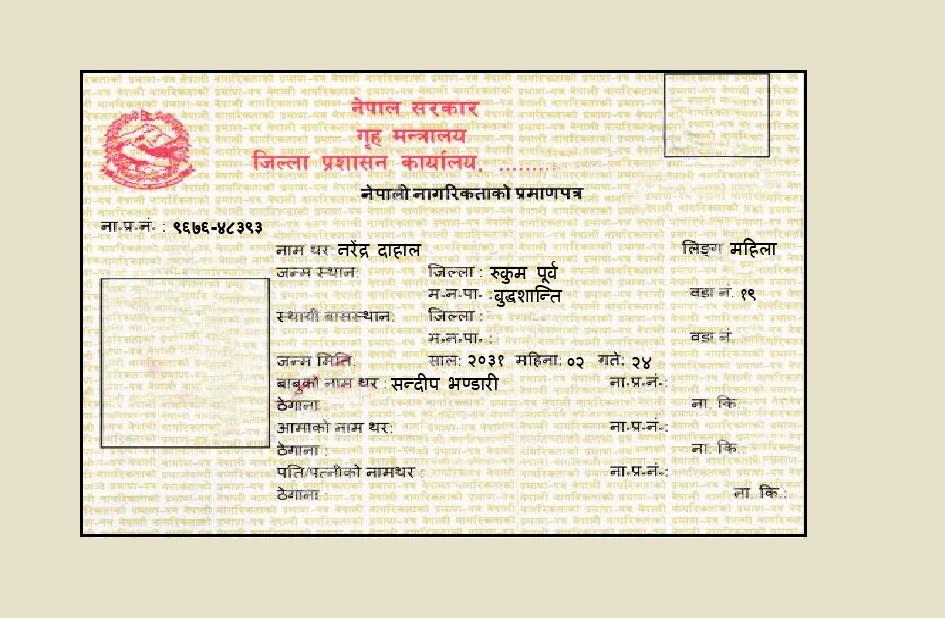 नेपाल सरकार
गृह मन्त्रालय
जिल्ला प्रशासन कार्यालय, .........
नेपाली नागरिकताको प्रमाणपत्र
ना.प्र.नं. : ९६७६-४८३९३
नाम थर नरेंद्र दाहाल लिङ्ग महिला
जन्म स्थान: जिल्ला : रुकुम पूर्व
म.न.पा. : बुद्धशान्ति वडा नं. १९
स्थायी बासस्थान: जिल्ला :
म.न.पा. : वडा नं
जन्म मिति: साल: २०३१ महिना: ०२ गते: २४
बाबुको नाम थर : सन्दीप भण्डारी ना.प्र.नं.:
ठेगाना ना. कि.
आमाको नाम थर: ना.प्र.नं.:
ठेगाना : ना. कि.
पति/पत्नीको नामथर : ना.प्र.नं.:
ठेगाना : ना. कि.: